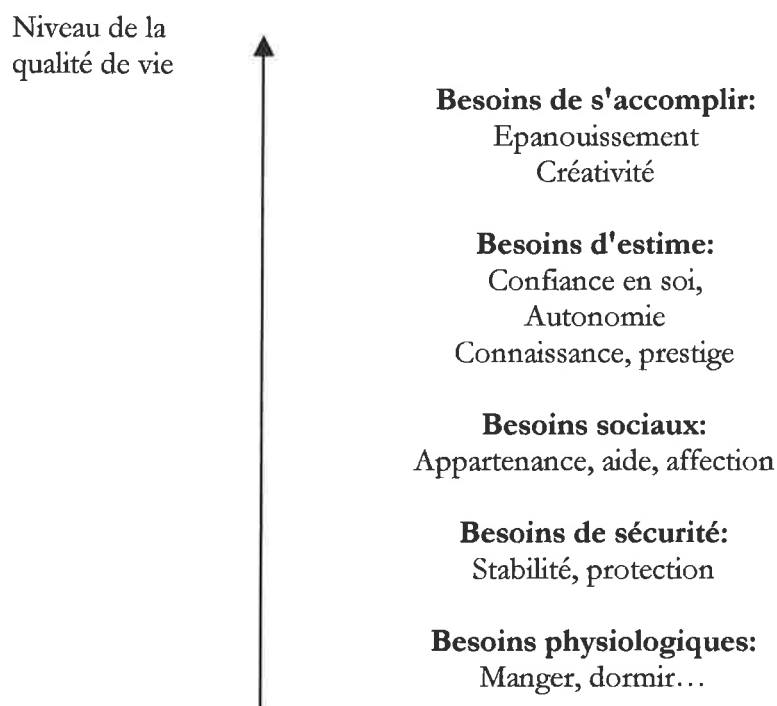 Niveau de la
qualité de vie
Besoins de s'accomplir:
Epanouissement
Créativité
Besoins d'estime:
Confiance en soi,
Autonomie
Connaissance, prestige
Besoins sociaux:
Appartenance, aide, affection
Besoins de sécurité:
Stabilité, protection
Besoins physiologiques:
Manger, dormir…